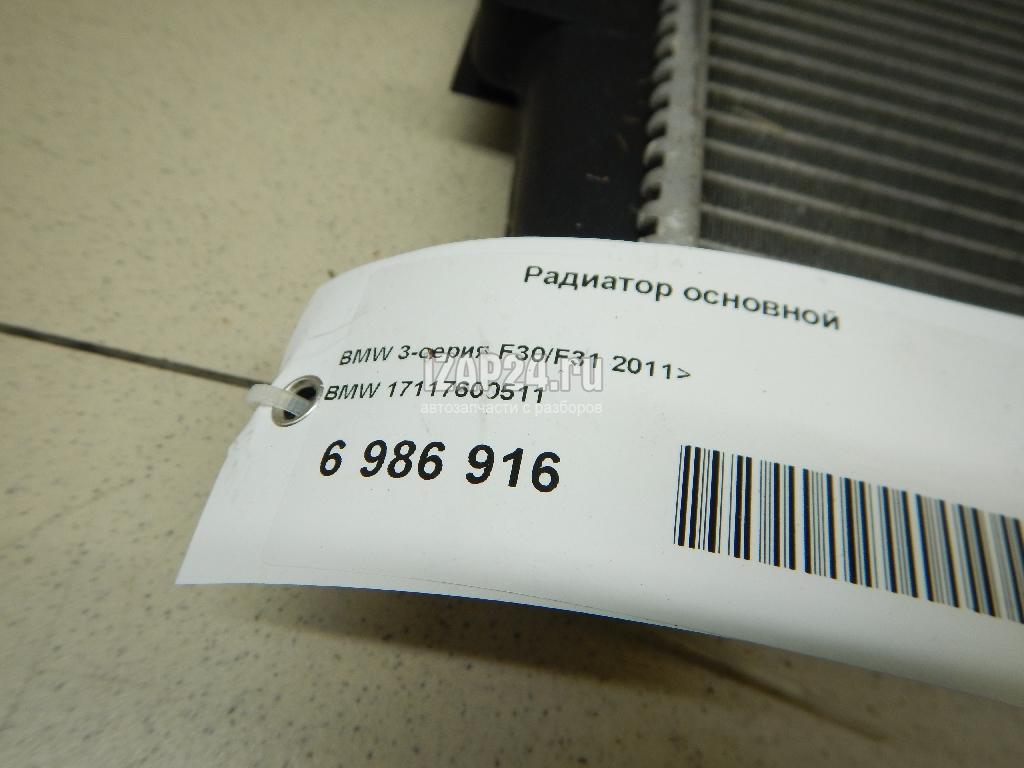 Радиатор основной
BMW 3-серия F30/F31 2011>
IZAP24.ru
BMW 17117600511
автозапчасти с разборов
6 986 916